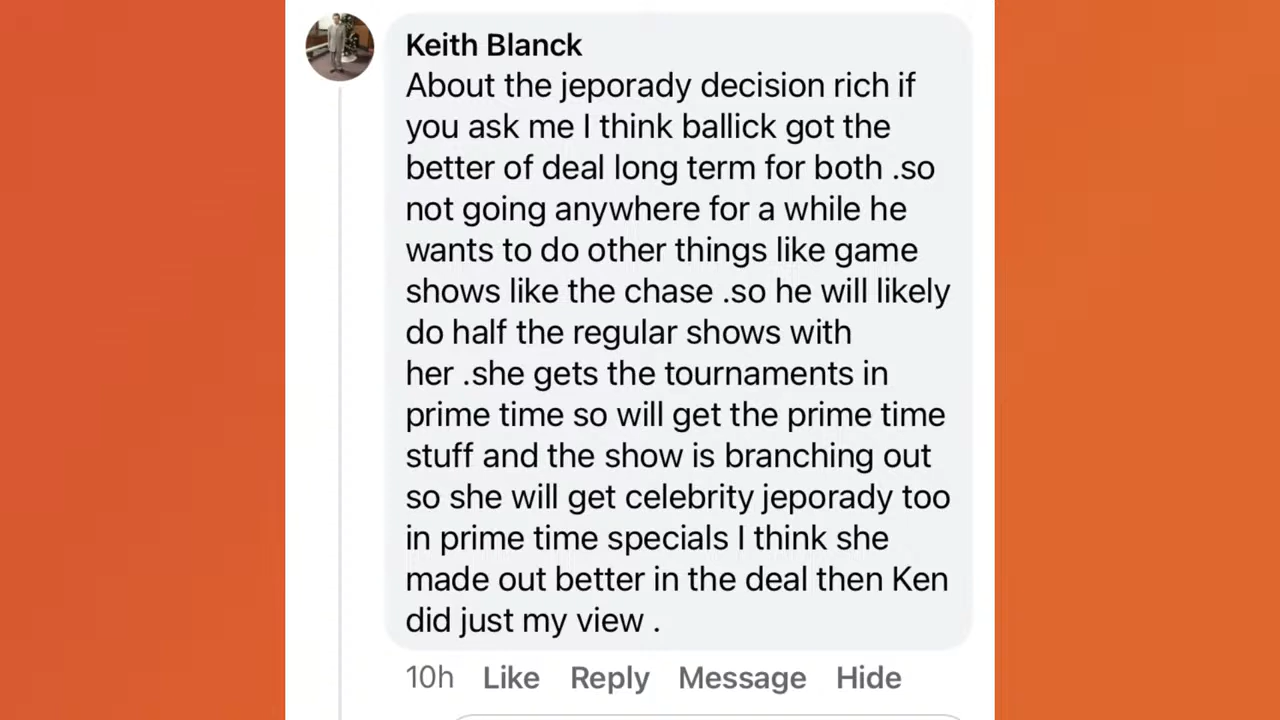 Keith Blanck
About the jeporady decision rich if
you ask me I think ballick got the
better of deal long term for both .so
not going anywhere for a while he
wants to do other things like game
shows like the chase .so he will likely
do half the regular shows with
her .she gets the tournaments in
prime time so will get the prime time
stuff and the show is branching out
so she will get celebrity jeporady too
in prime time specials I think she
made out better in the deal then Ken
did just my view .
10h Like Reply Message Hide